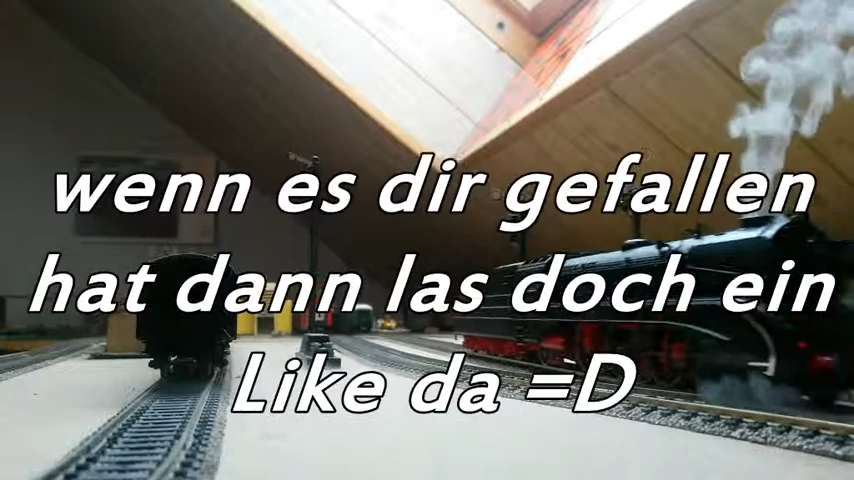 wenn es dir gefallen
hat dann las doch ein
Like da =D